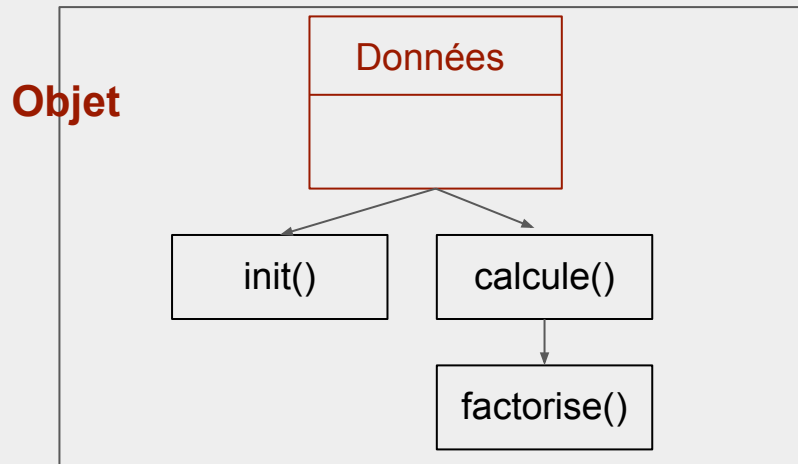 Données
Objet
init()
calcule()
factorise()